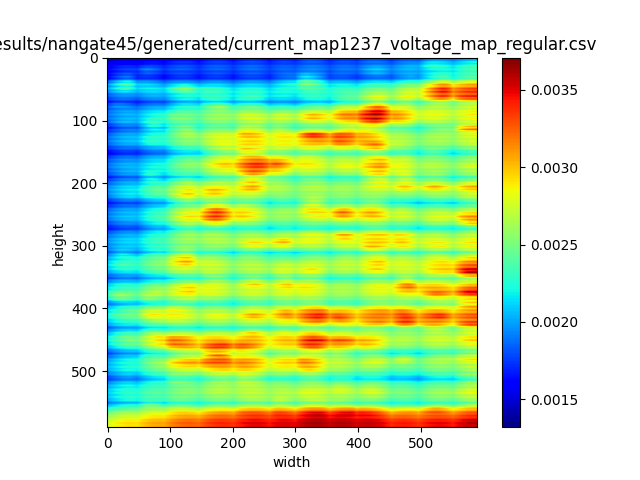 esults/nangate45/generated/current_map1237_voltage_map_regular.csv
0
100
200
300
400
500
height
0 100 200 300 400 500
width
0.0035
0.0030
0.0025
0.0020
0.0015